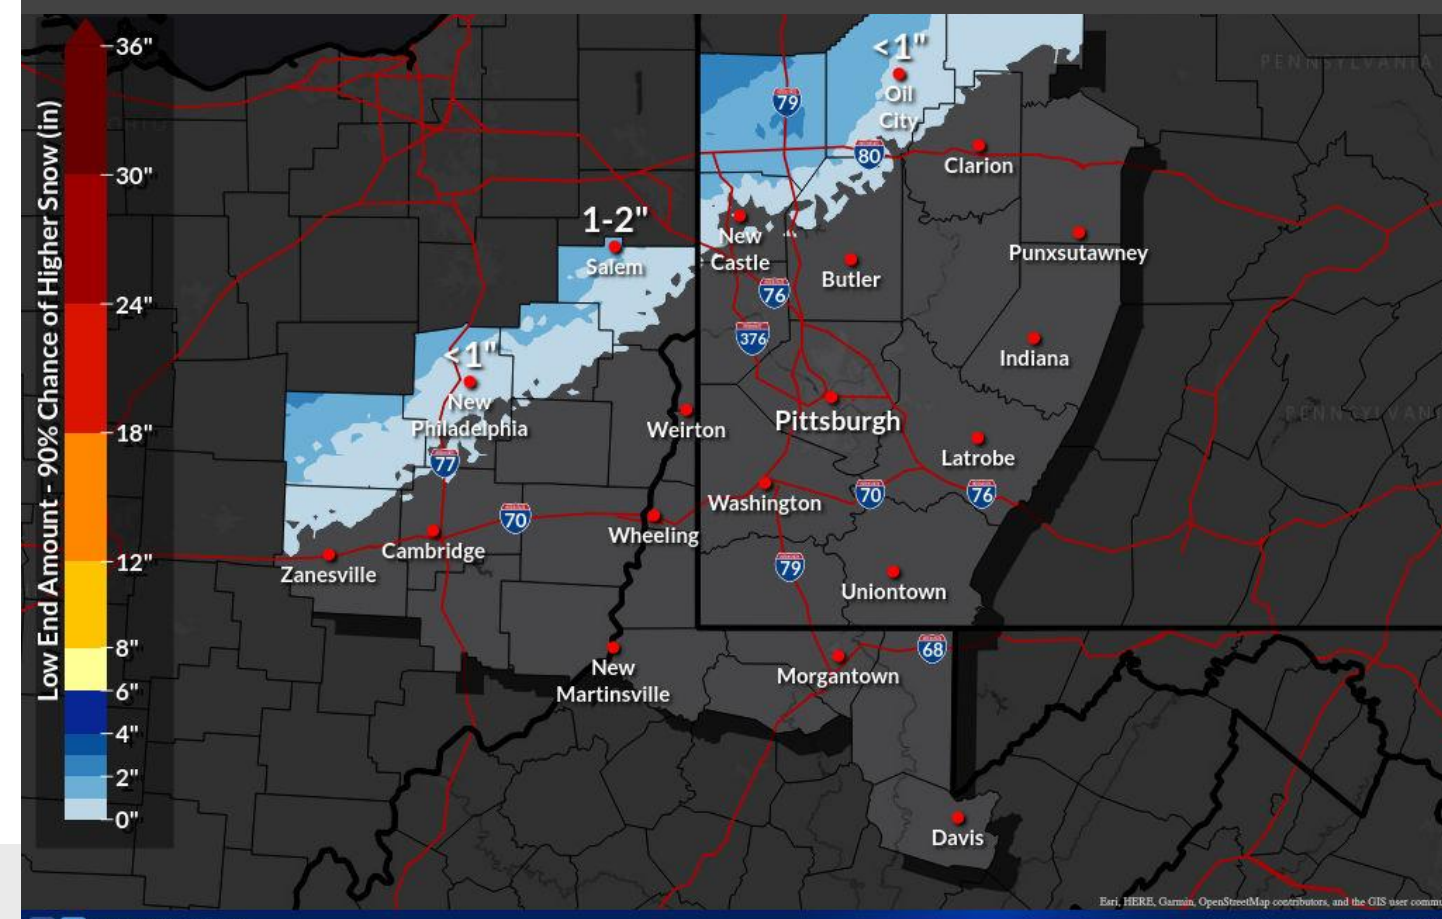 Low End Amount - 90% Chance of Higher Snow (in)
36"
30"
24"
18"
12"
8"
6"
4"
2"
0"
OHIO
PENNSYLVANIA
<1"
Oil
City
79
80
Clarion
1-2"
Salem
New
Castle
Butler
Punxsutawney
76
376
Indiana
<1"
New
Philadelphia
Weirton
Pittsburgh
PENNSYLVAN
77
Latrobe
Washington
70
76
70
Wheeling
Cambridge
Zanesville
79
Uniontown
68
New
Martinsville
Morgantown
Davis
Esri, HERE, Garmin, OpenStreetMap contributors, and the GIS user commu